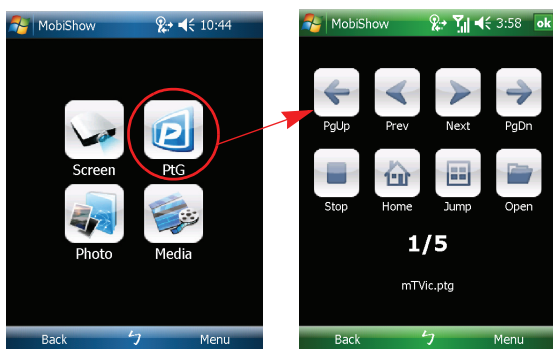 MobiShow 10:44
Screen PtG
Photo Media
Back Menu
MobiShow 3:58 ok
PgUp Prev Next PgDn
Stop Home Jump Open
1/5
mTVic.ptg
Back Menu